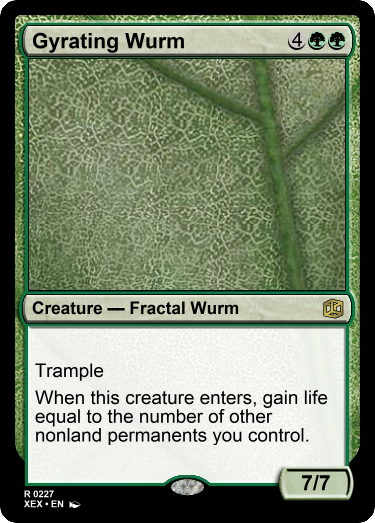 Gyrating Wurm 4
Creature — Fractal Wurm
Trample
When this creature enters, gain life
equal to the number of other
nonland permanents you control.
7/7
R 0227
XEX • EN